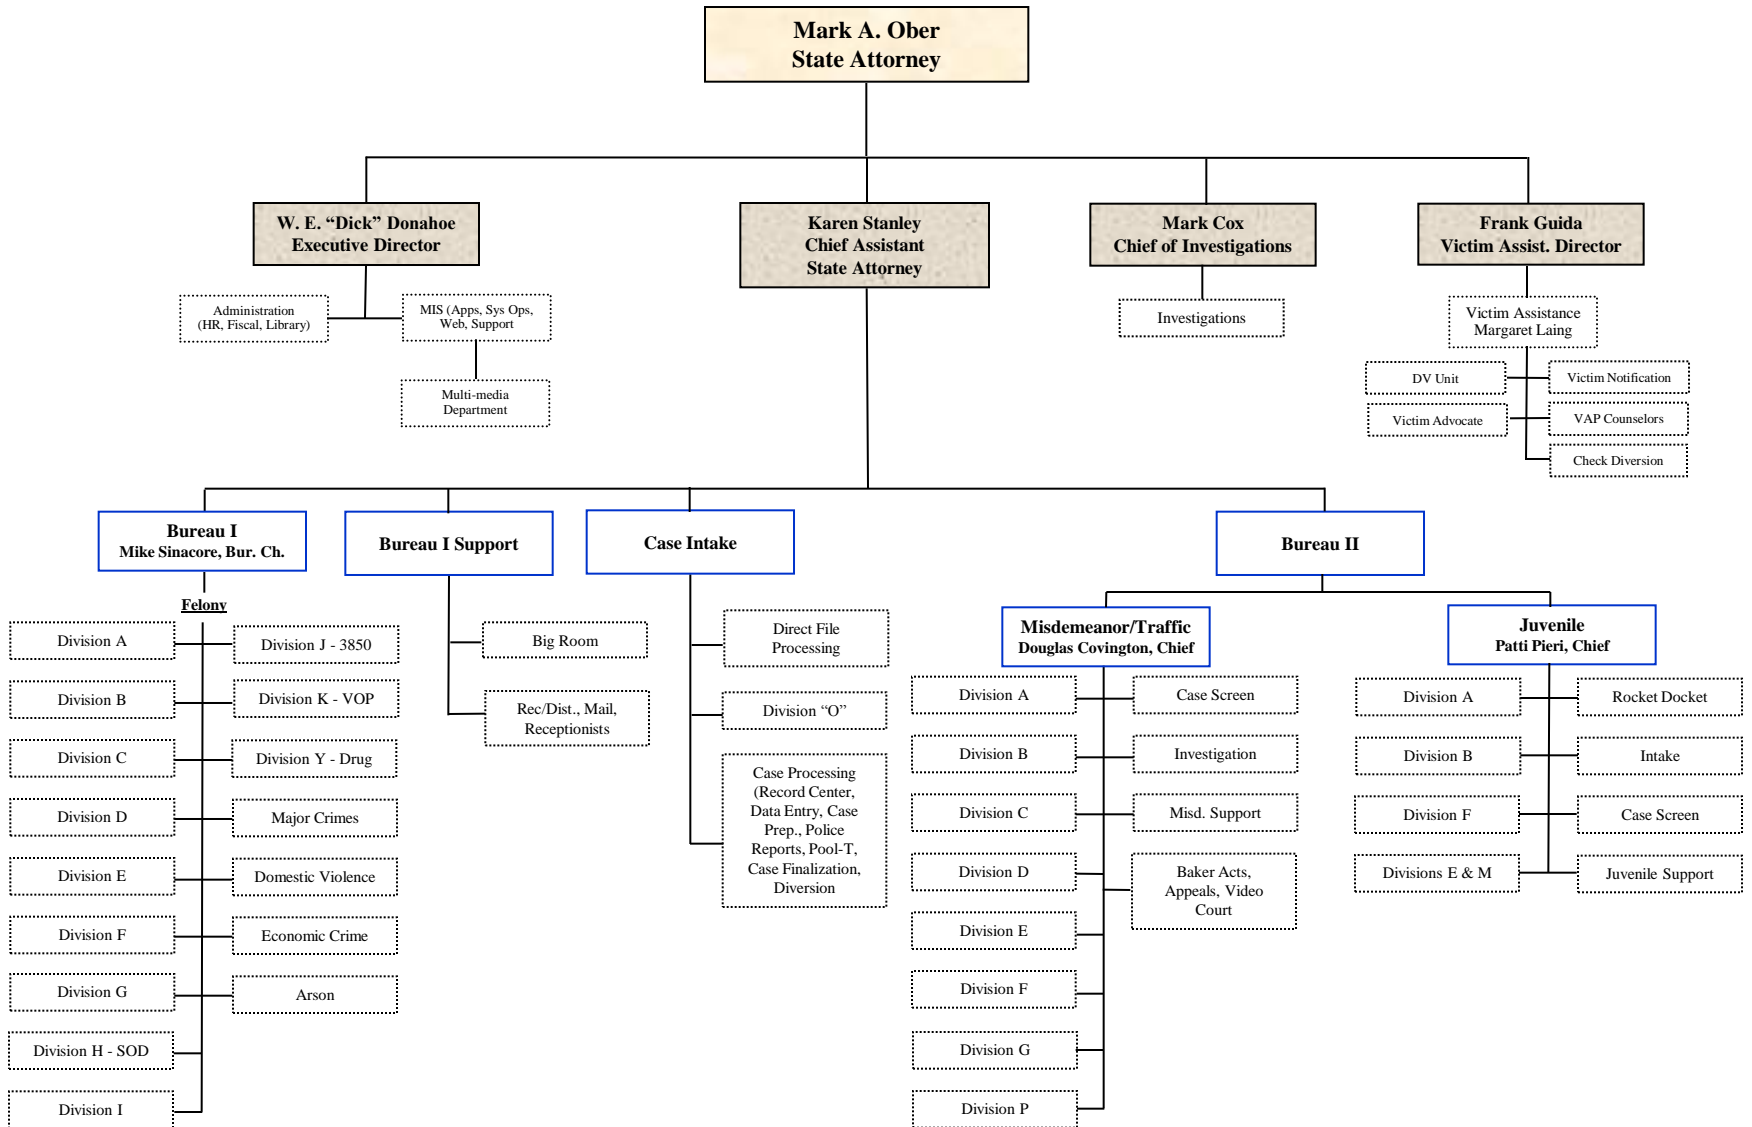 Mark A. Ober
State Attorney
W. E. “Dick” Donahoe
Executive Director
Karen Stanley
Chief Assistant
State Attorney
Mark Cox
Chief of Investigations
Frank Guida
Victim Assist. Director
Administration
(HR, Fiscal, Library)
MIS (Apps, Sys Ops,
Web, Support
Multi-media
Department
Investigations
Victim Assistance
Margaret Laing
DV Unit
Victim Notification
Victim Advocate
VAP Counselors
Check Diversion
Bureau I
Mike Sinacore, Bur. Ch.
Bureau I Support
Case Intake
Bureau II
Felony
Division A
Division J - 3850
Division B
Division K - VOP
Division C
Division Y - Drug
Division D
Major Crimes
Division E
Domestic Violence
Division F
Economic Crime
Division G
Arson
Division H - SOD
Division I
Big Room
Rec/Dist., Mail,
Receptionists
Direct File
Processing
Division “O”
Case Processing
(Record Center,
Data Entry, Case
Prep., Police
Reports, Pool-T,
Case Finalization,
Diversion
Misdemeanor/Traffic
Douglas Covington, Chief
Division A
Case Screen
Division B
Investigation
Division C
Misd. Support
Division D
Baker Acts,
Appeals, Video
Court
Division E
Division F
Division G
Division P
Juvenile
Patti Pieri, Chief
Division A
Rocket Docket
Division B
Intake
Division F
Case Screen
Divisions E & M
Juvenile Support